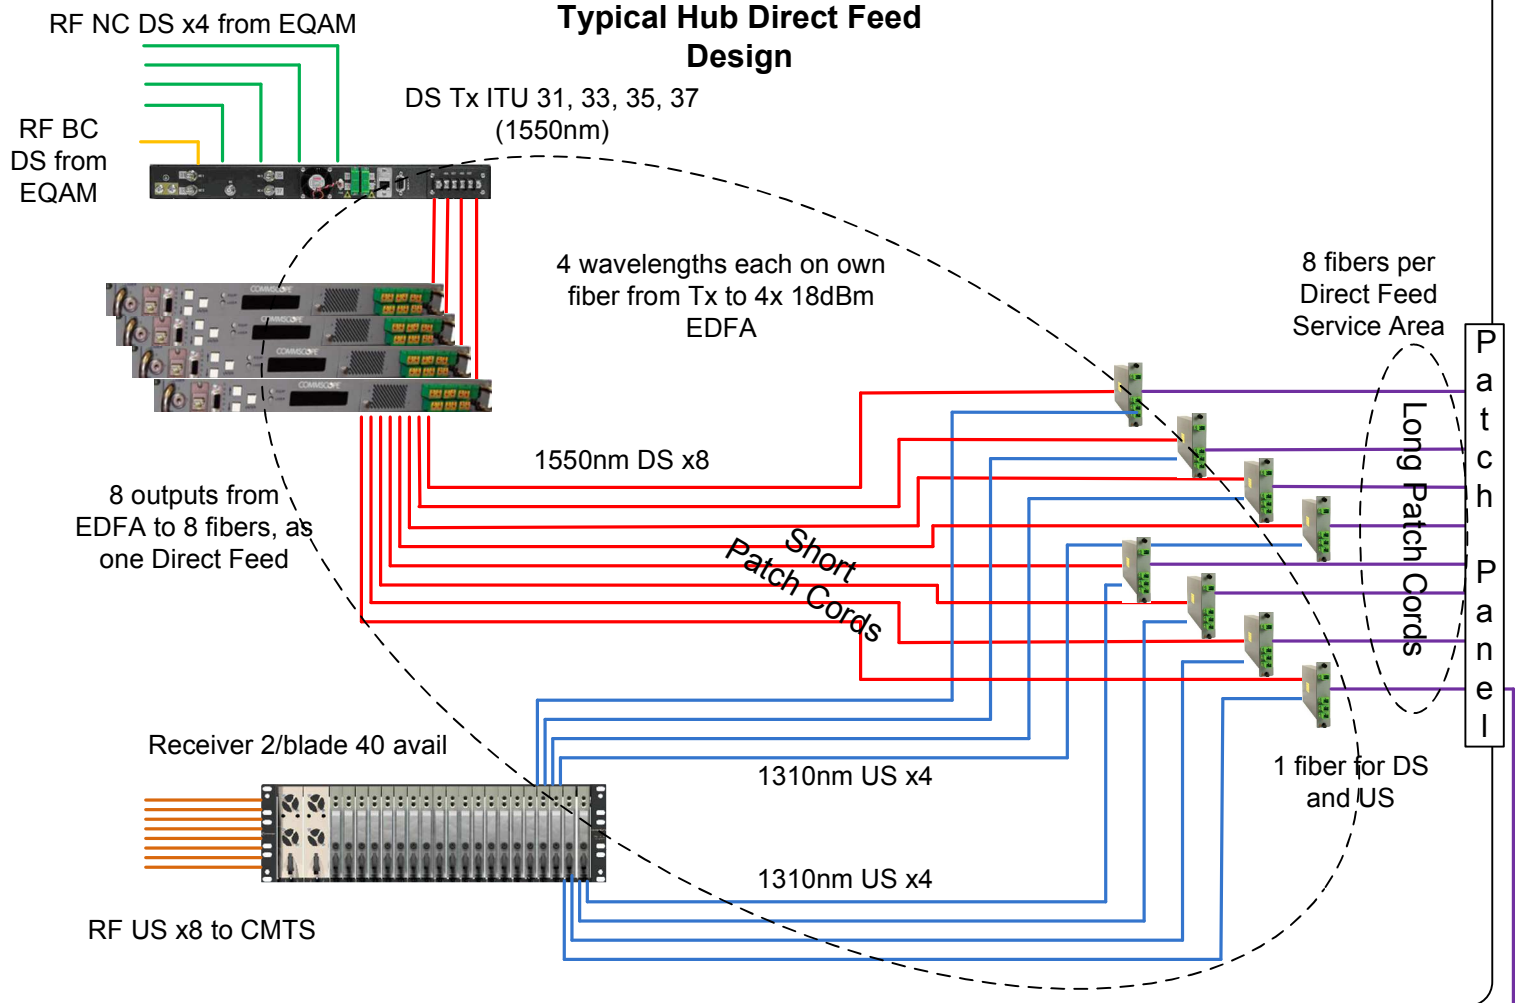 Typical Hub Direct Feed
Design
RF NC DS x4 from EQAM
DS Tx ITU 31, 33, 35, 37
(1550nm)
RF BC
DS from
EQAM
4 wavelengths each on own
fiber from Tx to 4x 18dBm
EDFA
8 fibers per
Direct Feed
Service Area
COMMSCOPE
COMMSCOPE
COMMSCOPE
COMMSCOPE
1550nm DS x8
8 outputs from
EDFA to 8 fibers, as
one Direct Feed
Short
Patch Cords
Long Patch Cords
Patch Panel
Receiver 2/blade 40 avail
1310nm US x4
1 fiber for DS
and US
1310nm US x4
RF US x8 to CMTS